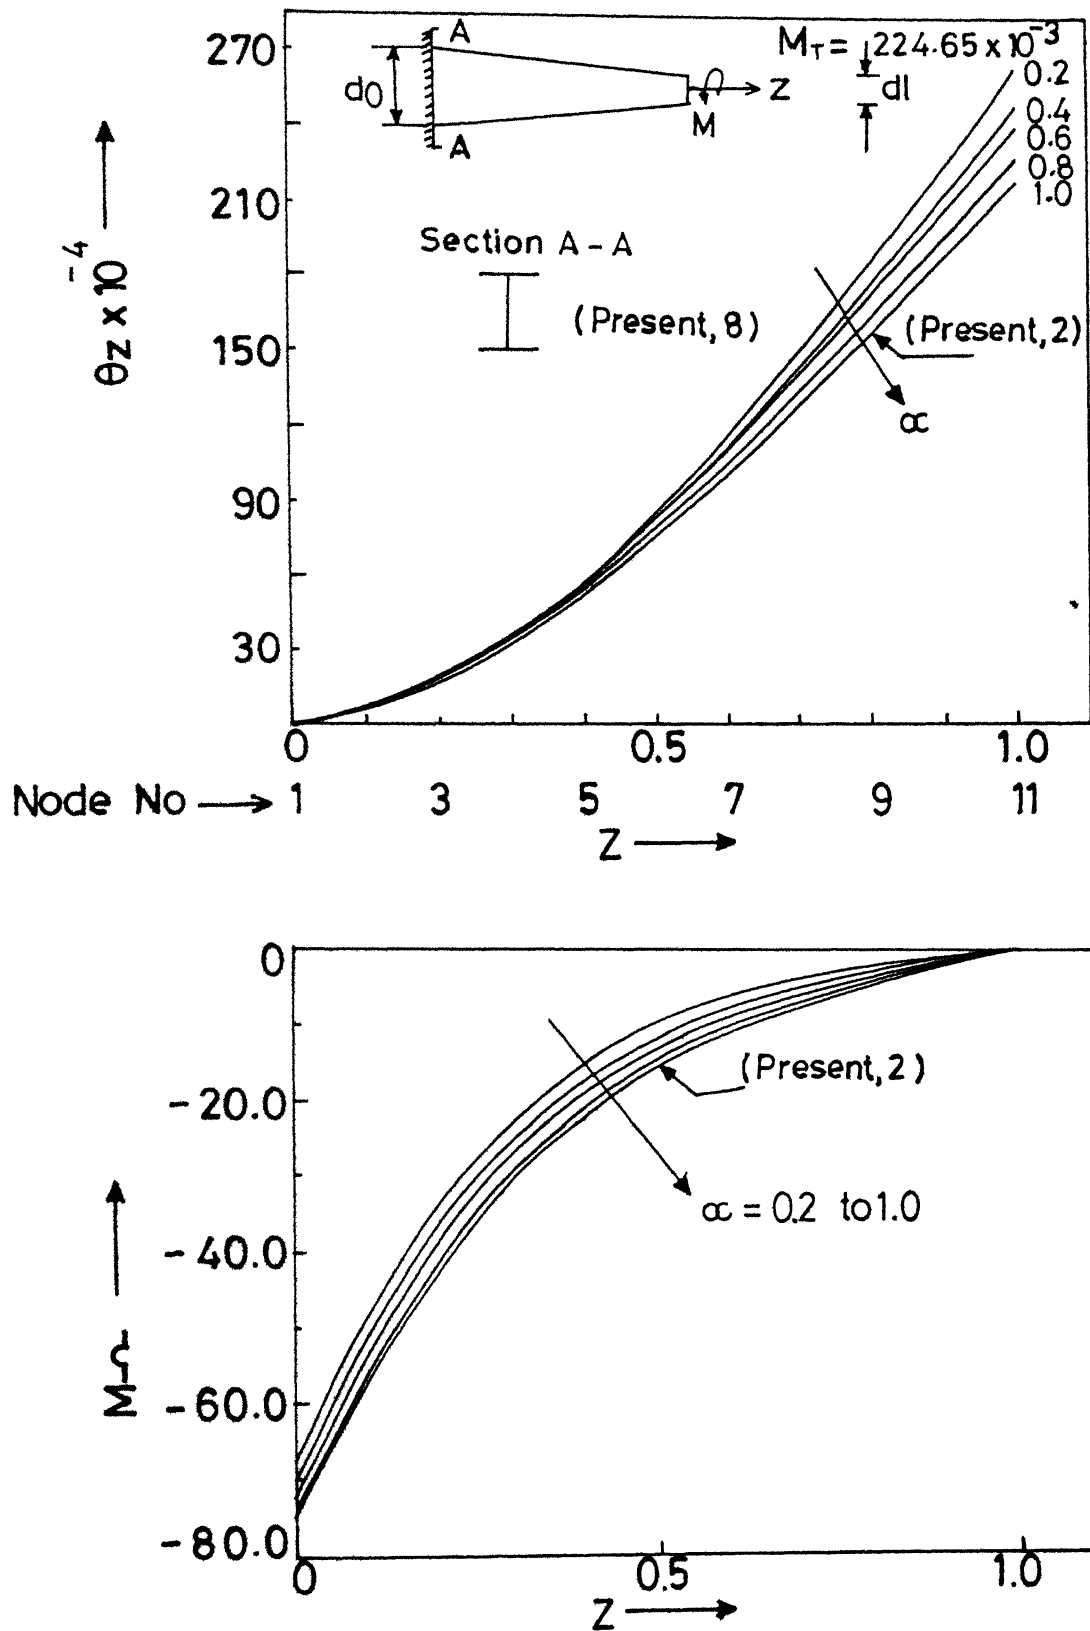 270
210
150
90
30
θz x 10⁻⁴
A
A
d0
M
z
M_T = 224.65 x 10⁻³
dl
0.2
0.4
0.6
0.8
1.0
Section A-A
(Present, 8)
(Present, 2)
α
0 0.5 1.0
Node No → 1 3 5 7 9 11
Z →
0
-20.0
-40.0
-60.0
-80.0
(Present, 2)
α = 0.2 to 1.0
0 0.5 1.0
Z →